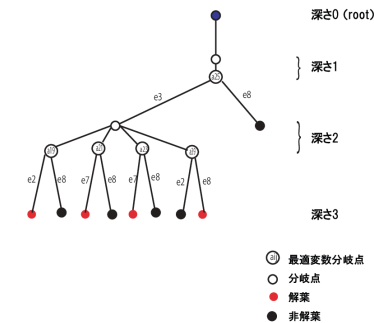 深さ0 (root)
深さ1
a25
e3
e8
深さ2
e2
e8
e7
e8
e7
e8
e2
e8
深さ3
最適変数分岐点
分岐点
解葉
非解葉